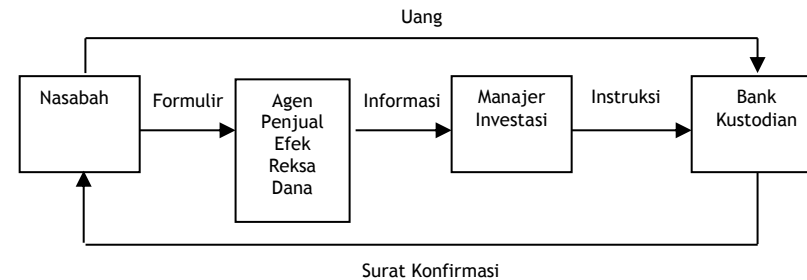 Uang
Nasabah
Formulir
Agen
Penjual
Efek
Reksa
Dana
Informasi
Manajer
Investasi
Instruksi
Bank
Kustodian
Surat Konfirmasi